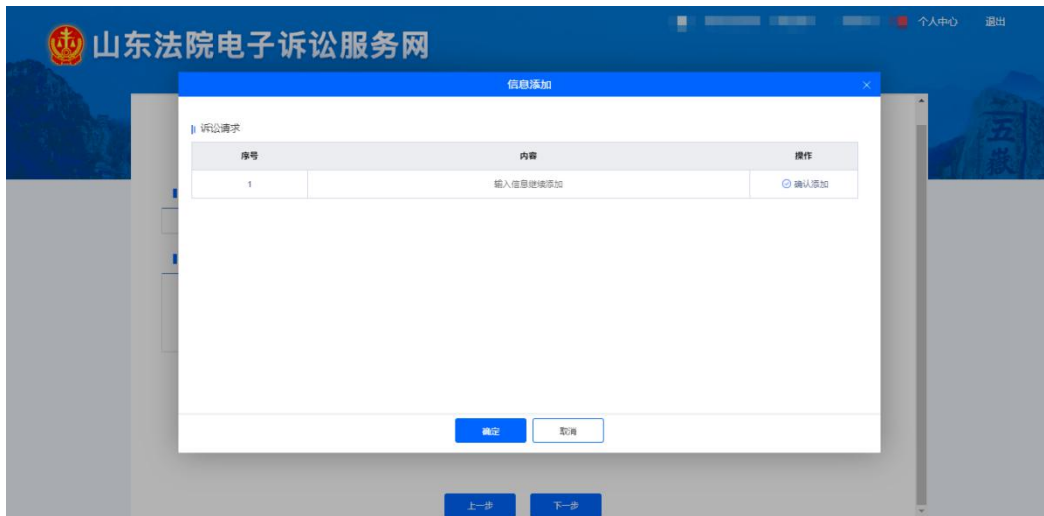 个人中心 退出
山东法院电子诉讼服务网
信息添加
诉讼请求
序号 内容 操作
1 输入信息继续添加 确认添加
确定 取消
上一步 下一步
五嶽